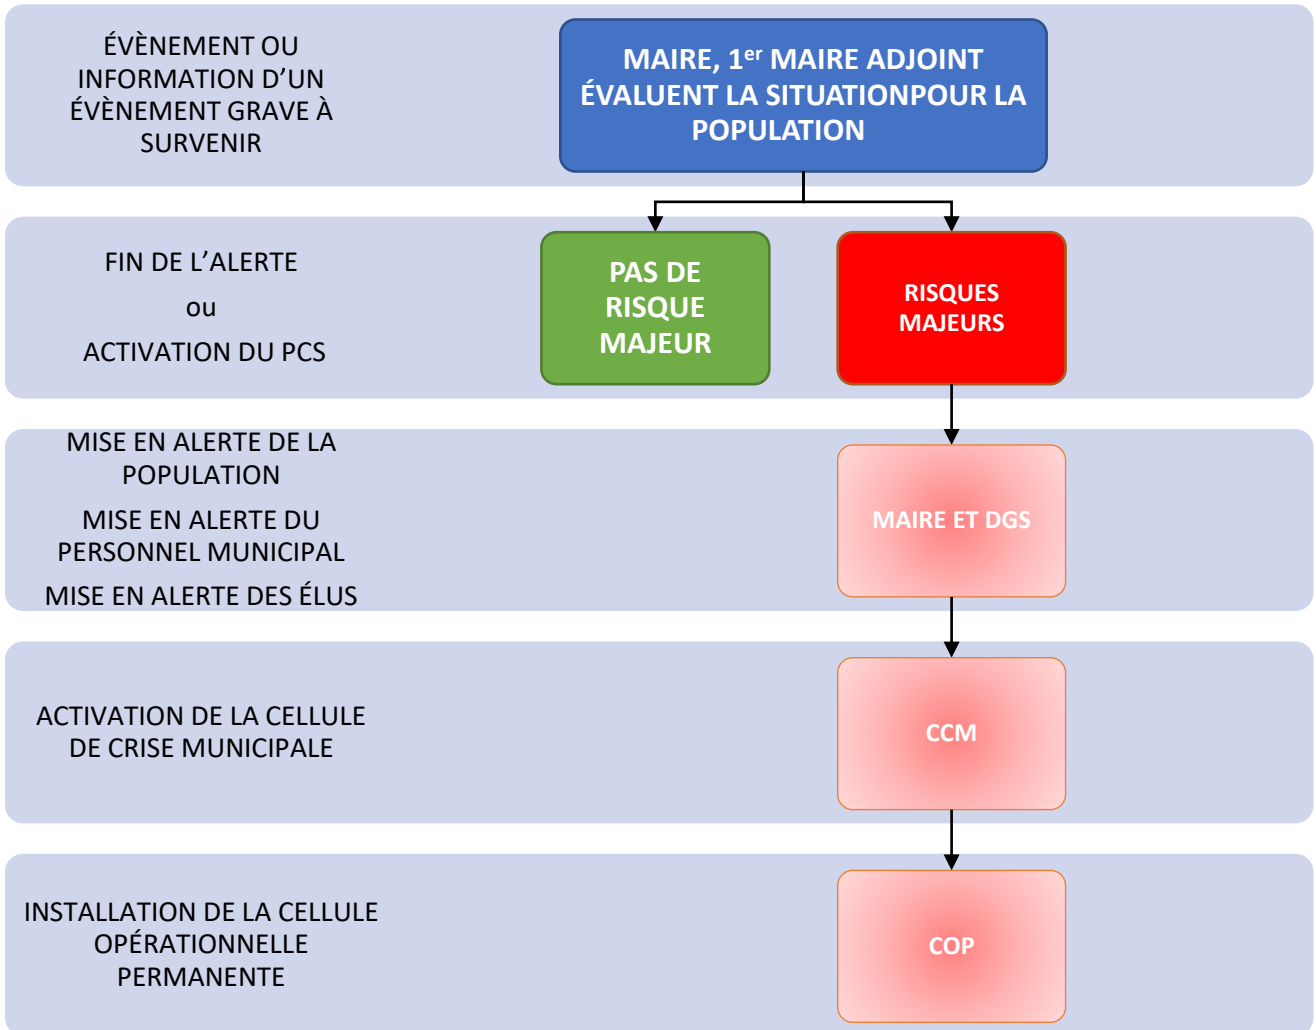 ÉVÈNEMENT OU
INFORMATION D'UN
ÉVÈNEMENT GRAVE À
SURVENIR
MAIRE, 1er MAIRE ADJOINT
ÉVALUENT LA SITUATIONPOUR LA
POPULATION
FIN DE L'ALERTE
ou
ACTIVATION DU PCS
PAS DE
RISQUE
MAJEUR
RISQUES
MAJEURS
MISE EN ALERTE DE LA
POPULATION
MISE EN ALERTE DU
PERSONNEL MUNICIPAL
MISE EN ALERTE DES ÉLUS
MAIRE ET DGS
ACTIVATION DE LA CELLULE
DE CRISE MUNICIPALE
CCM
INSTALLATION DE LA CELLULE
OPÉRATIONNELLE
PERMANENTE
COP